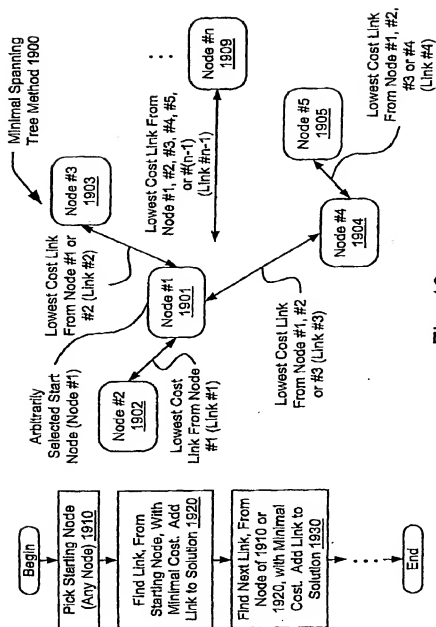 Begin
Pick Starting Node
(Any Node) 1910
Find Link, From
Starting Node, With
Minimal Cost. Add
Link to Solution 1920
Find Next Link, From
Node of 1910 or
1920, with Minimal
Cost. Add Link to
Solution 1930
End
Minimal Spanning
Tree Method 1900
Arbitrarily
Selected Start
Node (Node #1)
Node #1
1901
Node #2
1902
Lowest Cost
Link From Node
#1 (Link #1)
Lowest Cost Link
From Node #1 or
#2 (Link #2)
Node #3
1903
Lowest Cost Link
From Node #1, #2
or #3 (Link #3)
Node #4
1904
Node #5
1905
Lowest Cost Link
From Node #1, #2,
#3 or #4
(Link #4)
Lowest Cost Link From
Node #1, #2, #3, #4, #5,
or #(n-1)
(Link #n-1)
Node #n
1909